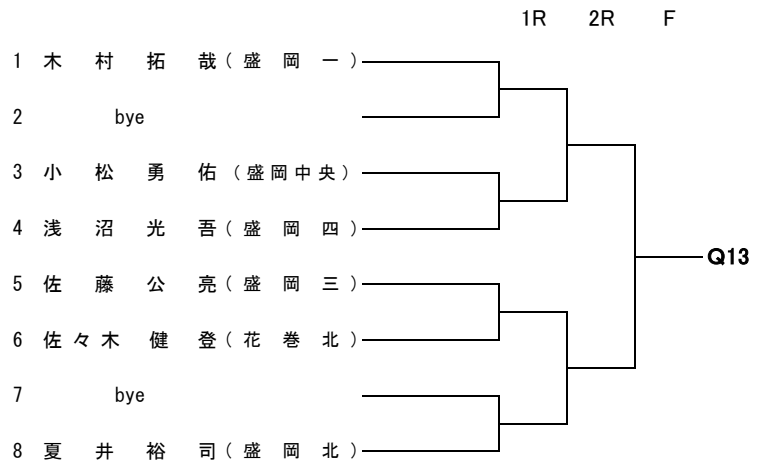 1R 2R F
1 木村拓哉(盛岡一)
2 bye
3 小松勇佑(盛岡中央)
4 浅沼光吾(盛岡四)
5 佐藤公亮(盛岡三)
Q13
6 佐々木健登(花巻北)
7 bye
8 夏井裕司(盛岡北)